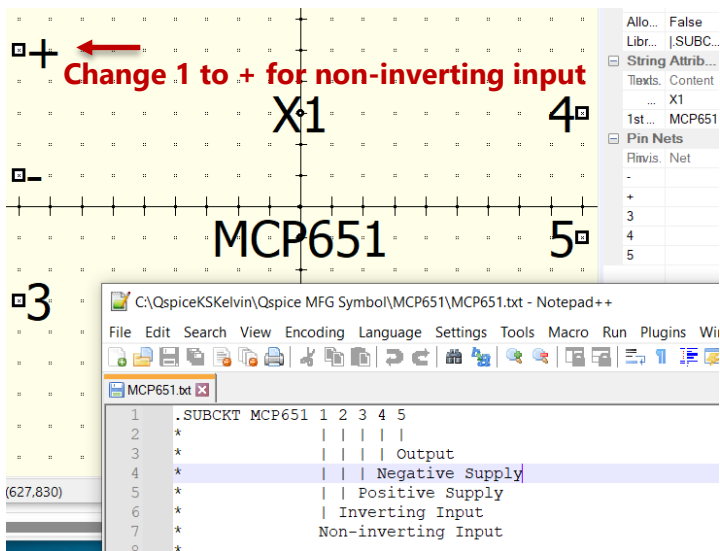 +
Change 1 to + for non-inverting input
X1
4
-
MCP651
5
3
(627,830)
Allo... False
Libr... |.SUBC...
String Attrib...
Content
... X1
1st... MCP651
Pin Nets
Net
-
+
3
4
5
C:\QspiceKSKelvin\Qspice MFG Symbol\MCP651\MCP651.txt - Notepad++
File Edit Search View Encoding Language Settings Tools Macro Run Plugins Wi
MCP651.txt
1 .SUBCKT MCP651 1 2 3 4 5
2 * | | | | |
3 * | | | | Output
4 * | | | Negative Supply
5 * | | Positive Supply
6 * | Inverting Input
7 * Non-inverting Input
8 *